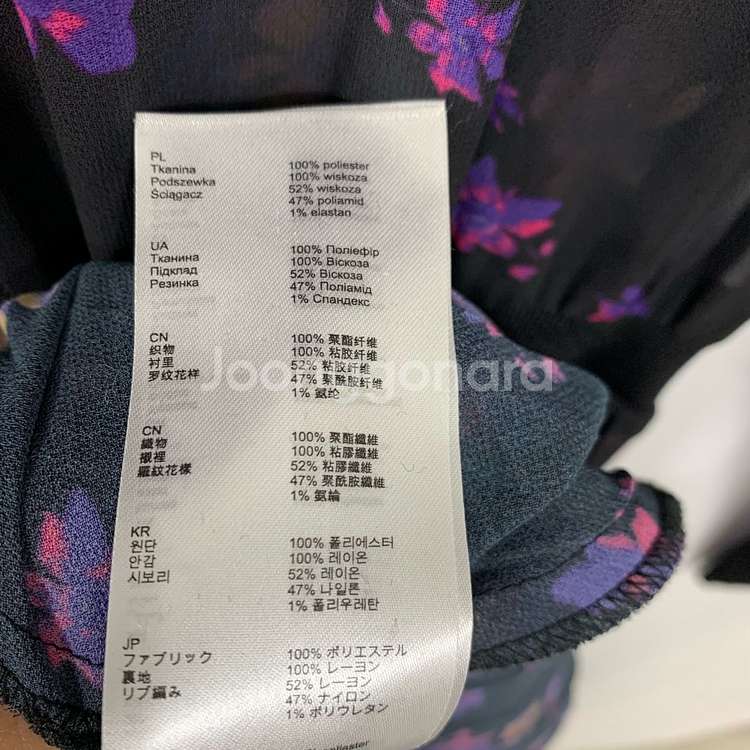 PL
Tkanina 100% poliester
Podszewka 100% wiskoza
Ściągacz 52% wiskoza
47% poliamid
1% elastan
UA
Тканина 100% Поліефір
Підклад 100% Віскоза
Резинка 52% Віскоза
47% Поліамід
1% Спандекс
CN
织物 100% 聚酯纤维
衬里 100% 粘胶纤维
罗纹花样 52% 粘胶纤维
47% 聚酰胺纤维
1% 氨纶
CN
織物 100% 聚酯纖維
襯裡 100% 粘膠纖維
羅紋花樣 52% 粘膠纖維
47% 聚酰胺纖維
1% 氨綸
KR
원단 100% 폴리에스터
안감 100% 레이온
시보리 52% 레이온
47% 나일론
1% 폴리우레탄
JP
ファブリック 100% ポリエステル
裏地 100% レーヨン
リブ編み 52% レーヨン
47% ナイロン
1% ポリウレタン
100%
Joonggonara